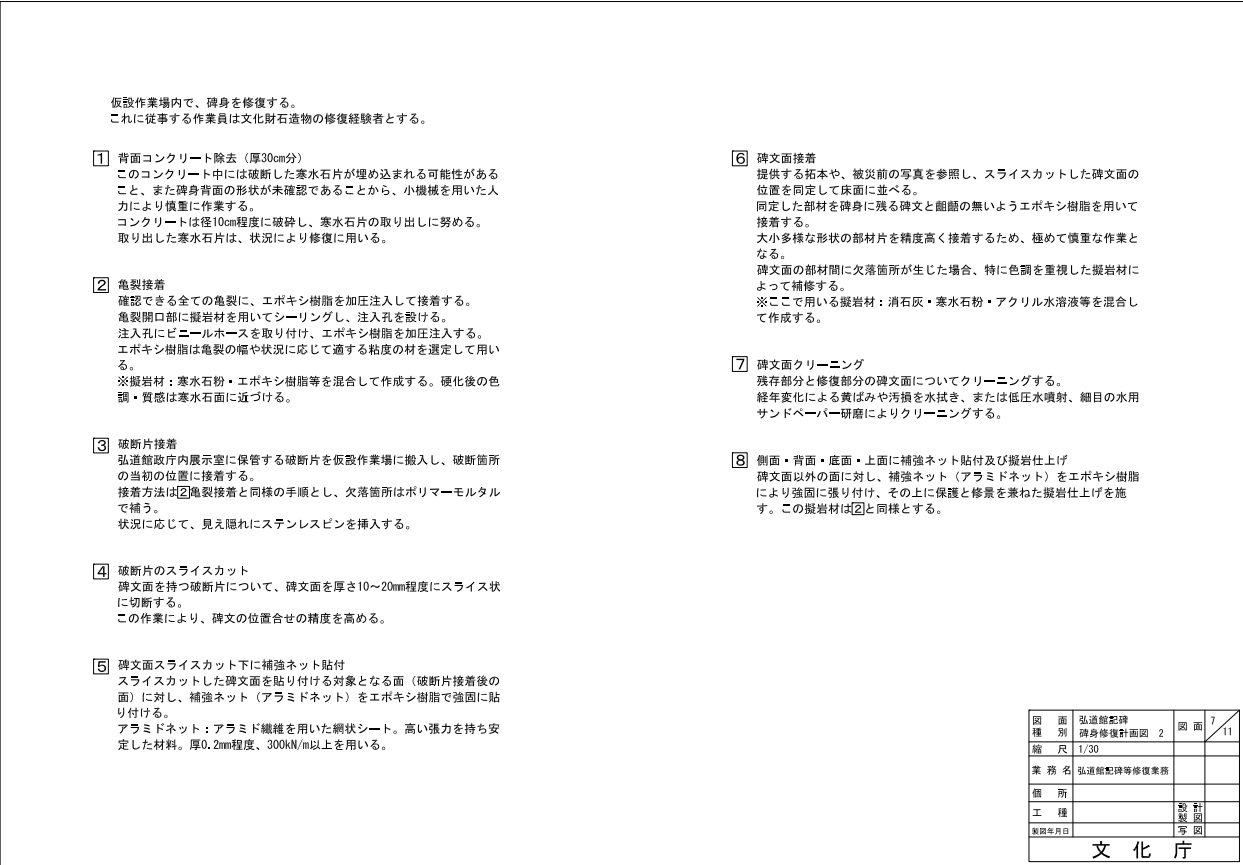 仮設作業場内で、碑身を修復する。
これに従事する作業員は文化財石造物の修復経験者とする。
1 背面コンクリート除去（厚30cm分）
このコンクリート中には破断した寒水石片が埋め込まれる可能性がある
こと、また碑身背面の形状が未確認であることから、小機械を用いた人
力により慎重に作業する。
コンクリートは径10cm程度に破砕し、寒水石片の取り出しに努める。
取り出した寒水石片は、状況により修復に用いる。
2 亀裂接着
確認できる全ての亀裂に、エポキシ樹脂を加圧注入して接着する。
亀裂開口部に擬岩材を用いてシーリングし、注入孔を設ける。
注入孔にビニールホースを取り付け、エポキシ樹脂を加圧注入する。
エポキシ樹脂は亀裂の幅や状況に応じて適する粘度の材を選定して用い
る。
※擬岩材：寒水石粉・エポキシ樹脂等を混合して作成する。硬化後の色
調・質感は寒水石面に近づける。
3 破断片接着
弘道館政庁内展示室に保管する破断片を仮設作業場に搬入し、破断箇所
の当初の位置に接着する。
接着方法は2亀裂接着と同様の手順とし、欠落箇所はポリマーモルタル
で補う。
状況に応じて、見え隠れにステンレスピンを挿入する。
4 破断片のスライスカット
碑文面を持つ破断片について、碑文面を厚さ10～20mm程度にスライス状
に切断する。
この作業により、碑文の位置合せの精度を高める。
5 碑文面スライスカット下に補強ネット貼付
スライスカットした碑文面を貼り付ける対象となる面（破断片接着後の
面）に対し、補強ネット（アラミドネット）をエポキシ樹脂で強固に貼
り付ける。
アラミドネット：アラミド繊維を用いた網状シート。高い張力を持ち安
定した材料。厚0.2mm程度、300kN/m以上を用いる。
6 碑文面接着
提供する拓本や、被災前の写真を参照し、スライスカットした碑文面の
位置を同定して床面に並べる。
同定した部材を碑身に残る碑文と齟齬の無いようエポキシ樹脂を用いて
接着する。
大小多様な形状の部材片を精度高く接着するため、極めて慎重な作業と
なる。
碑文面の部材間に欠落箇所が生じた場合、特に色調を重視した擬岩材に
よって補修する。
※ここで用いる擬岩材：消石灰・寒水石粉・アクリル水溶液等を混合し
て作成する。
7 碑文面クリーニング
残存部分と修復部分の碑文面についてクリーニングする。
経年変化による黄ばみや汚損を水拭き、または低圧水噴射、細目の水用
サンドペーパー研磨によりクリーニングする。
8 側面・背面・底面・上面に補強ネット貼付及び擬岩仕上げ
碑文面以外の面に対し、補強ネット（アラミドネット）をエポキシ樹脂
により強固に張り付け、その上に保護と修景を兼ねた擬岩仕上げを施
す。この擬岩材は2と同様とする。
図面種別 弘道館記碑 碑身修復計画図 2 図面 7/11
縮尺 1/30
業務名 弘道館記碑等修復業務
個所
工種 設計製図
製図年月日 写図
文化庁